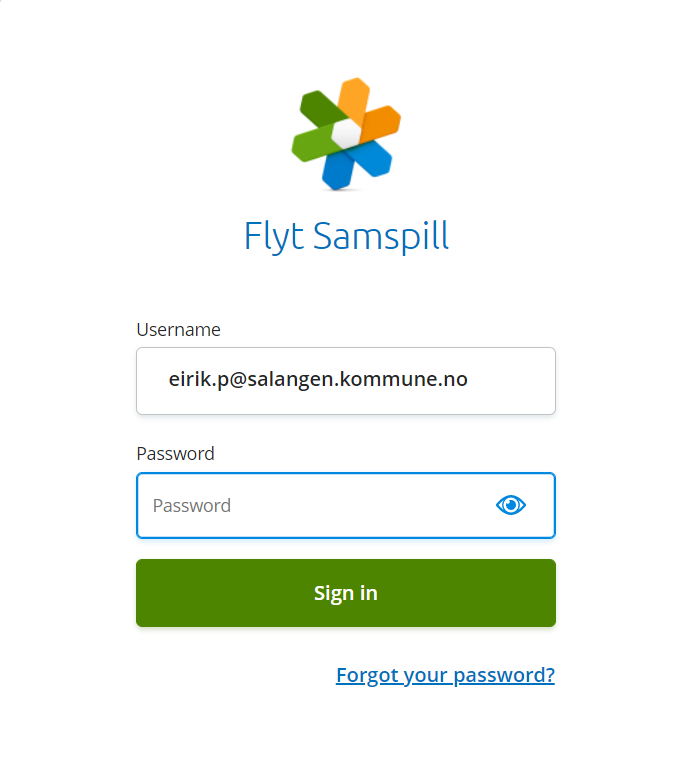 Flyt Samspill
Username
eirik.p@salangen.kommune.no
Password
Password
Sign in
Forgot your password?